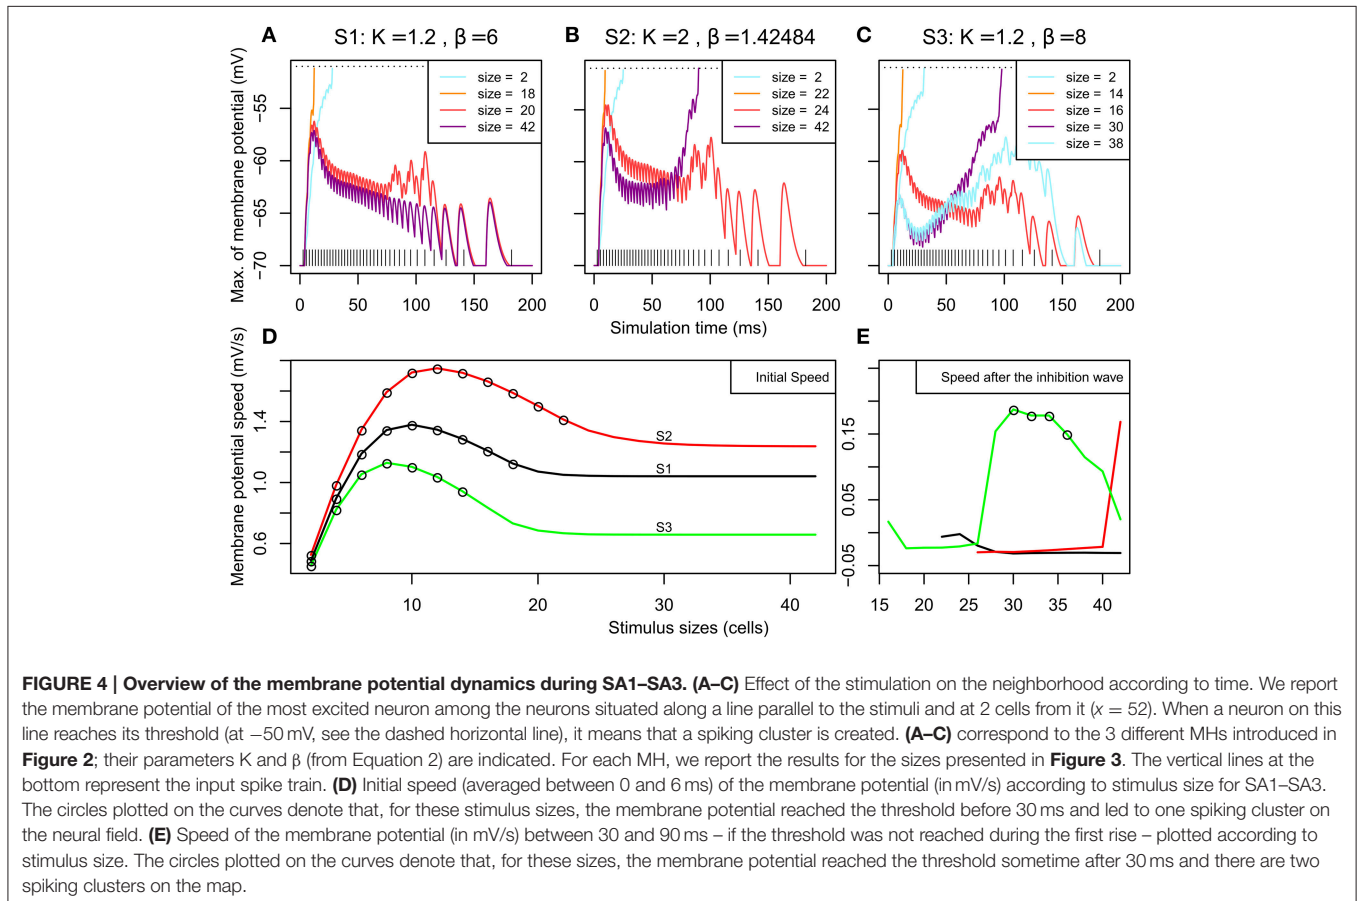 A S1: K =1.2 , β=6
B S2: K =2 , β=1.42484
C S3: K =1.2 , β =8
Max. of membrane potential (mV)
−55
−60
−65
−70
size = 2
size = 18
size = 20
size = 42
size = 2
size = 22
size = 24
size = 42
size = 2
size = 14
size = 16
size = 30
size = 38
0 50 100 150 200
0 50 100 150 200
0 50 100 150 200
Simulation time (ms)
D
Membrane potential speed (mV/s)
1.4
1.0
0.6
Initial Speed
S2
S1
S3
10 20 30 40
E
Speed after the inhibition wave
0.15
0.05
−0.05
15 20 25 30 35 40
Stimulus sizes (cells)
FIGURE 4 | Overview of the membrane potential dynamics during SA1–SA3. (A–C) Effect of the stimulation on the neighborhood according to time. We report
the membrane potential of the most excited neuron among the neurons situated along a line parallel to the stimuli and at 2 cells from it (x = 52). When a neuron on this
line reaches its threshold (at −50 mV, see the dashed horizontal line), it means that a spiking cluster is created. (A–C) correspond to the 3 different MHs introduced in
Figure 2; their parameters K and β (from Equation 2) are indicated. For each MH, we report the results for the sizes presented in Figure 3. The vertical lines at the
bottom represent the input spike train. (D) Initial speed (averaged between 0 and 6 ms) of the membrane potential (in mV/s) according to stimulus size for SA1–SA3.
The circles plotted on the curves denote that, for these stimulus sizes, the membrane potential reached the threshold before 30 ms and led to one spiking cluster on
the neural field. (E) Speed of the membrane potential (in mV/s) between 30 and 90 ms – if the threshold was not reached during the first rise – plotted according to
stimulus size. The circles plotted on the curves denote that, for these sizes, the membrane potential reached the threshold sometime after 30 ms and there are two
spiking clusters on the map.